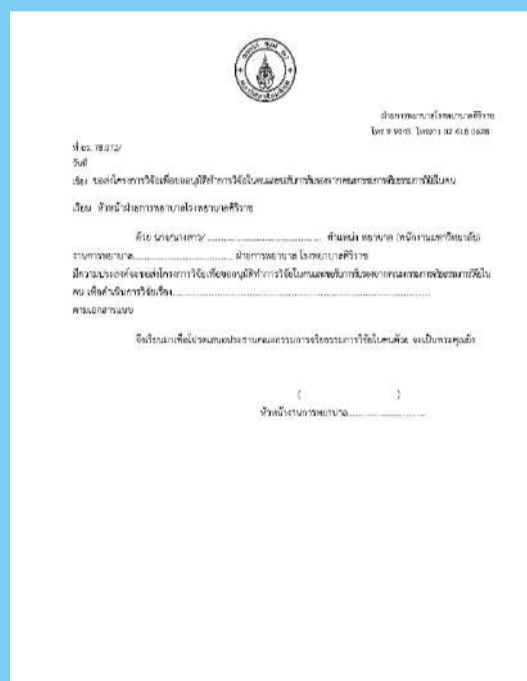 ฝ่ายการพยาบาลโรงพยาบาลศิริราช
โทร
ที่ อว. 78.072/
วันที่
เรื่อง ขอส่งโครงการวิจัยเพื่อขออนุมัติทำการวิจัยในคนและขอรับการรับรองจากคณะกรรมการจริยธรรมการวิจัยในคน
เรียน หัวหน้าฝ่ายการพยาบาลโรงพยาบาลศิริราช
ด้วย นาย/นางสาว/........................................ ตำแหน่ง พยาบาล (พนักงานมหาวิทยาลัย)
งานการพยาบาล................................... ฝ่ายการพยาบาล โรงพยาบาลศิริราช
มีความประสงค์จะขอส่งโครงการวิจัยเพื่อขออนุมัติทำการวิจัยในคนและขอรับการรับรองจากคณะกรรมการจริยธรรมการวิจัยใน
คน เพื่อดำเนินการวิจัยเรื่อง..........................................................................................
ตามเอกสารแนบ
จึงเรียนมาเพื่อโปรดเสนอประธานคณะกรรมการจริยธรรมการวิจัยในคนด้วย จะเป็นพระคุณยิ่ง
( )
หัวหน้างานการพยาบาล...........................